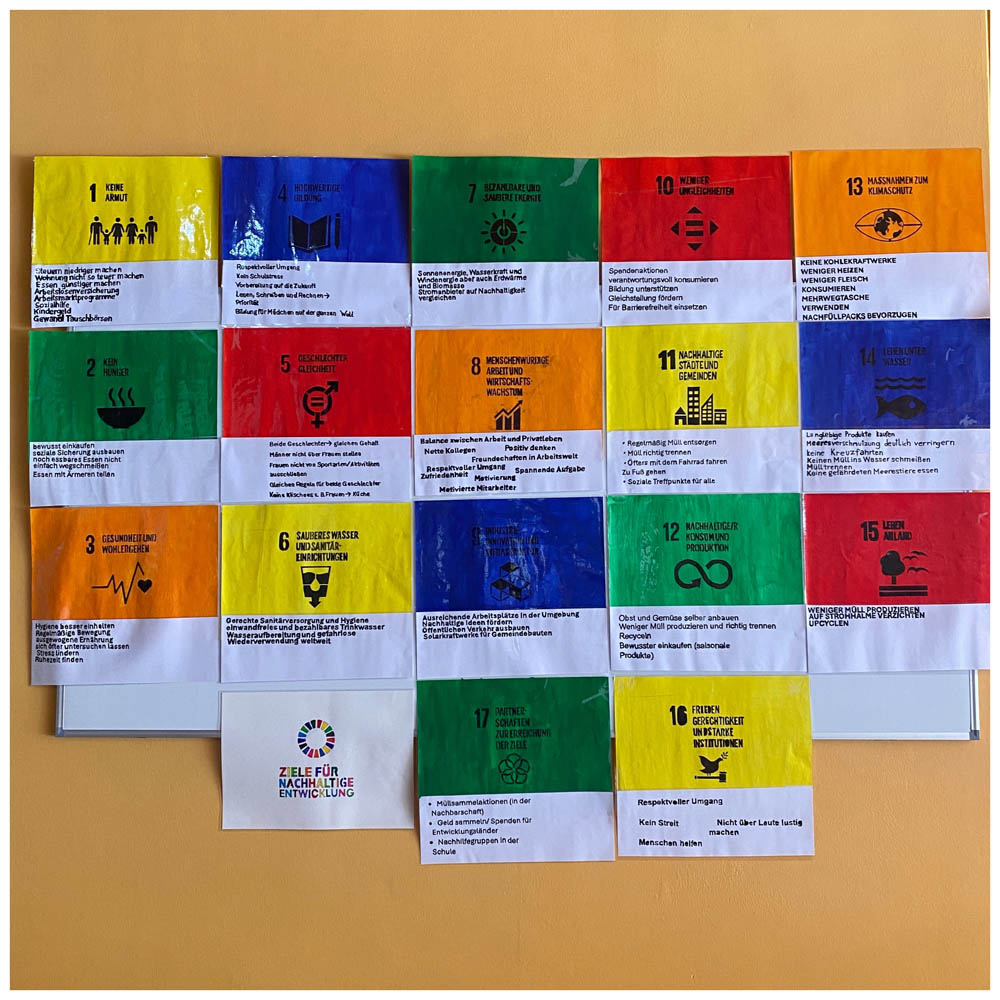 1 KEINE
ARMUT
Steuern niedriger machen
Wohnung nicht so teuer machen
Essen günstiger machen
Arbeitslosenversicherung
Arbeitsmarktprogramme
Sozialhilfe
Kindergeld
Gewand Tauschbörsen
4 HOCHWERTIGE
BILDUNG
Respektvoller Umgang
Kein Schulstress
Vorbereitung auf die Zukunft
Lesen, Schreiben und Rechnen→
Priorität
Bildung für Mädchen auf der ganzen Welt
7 BEZAHLBARE UND
SAUBERE ENERGIE
Sonnenenergie, Wasserkraft und
Windenergie aber auch Erdwärme
und Biomasse
Stromanbieter auf Nachhaltigkeit
vergleichen
10 WENIGER
UNGLEICHHEITEN
Spendenaktionen
verantwortungsvoll konsumieren
Bildung unterstützen
Gleichstallung fördern
Für Barrierefreiheit einsetzen
13 MASSNAHMEN ZUM
KLIMASCHUTZ
KEINE KOHLEKRAFTWERKE
WENIGER HEIZEN
WENIGER FLEISCH
KONSUMIEREN
MEHRWEGTASCHE
VERWENDEN
NACHFÜLLPACKS BEVORZUGEN
2 KEIN
HUNGER
bewusst einkaufen
soziale Sicherung ausbauen
noch essbares Essen nicht
einfach wegschmeißen
Essen mit Ärmeren teilen
5 GESCHLECHTER
GLEICHHEIT
Beide Geschlechter→ gleichen Gehalt
Männer nicht über Frauen stellen
Frauen nicht von Sportarten/Aktivitäten
ausschließen
Gleiches Regeln für beide Geschlechter
Keine Klischees z.B.Frauen→ Küche
8 MENSCHENWÜRDIGE
ARBEIT UND
WIRTSCHAFTS-
WACHSTUM
Balance zwischen Arbeit und Privatleben
Nette Kollegen Positiv denken
Freundschaften in Arbeitswelt
Respektvoller Umgang
Zufriedenheit Spannende Aufgabe
Motivierung
Motivierte Mitarbeiter
11 NACHHALTIGE
STÄDTE UND
GEMEINDEN
• Regelmäßig Müll entsorgen
• Müll richtig trennen
• Öfters mit dem Fahrrad fahren
Zu Fuß gehen
• Soziale Treffpunkte für alle
14 LEBEN UNTER
WASSER
Langlebige Produkte kaufen
Meeresverschmutzung deutlich verringern
keine Kreuzfahrten
Keinen Müll ins Wasser schmeißen
Müll trennen
Keine gefährdeten Meerestiere essen
3 GESUNDHEIT UND
WOHLERGEHEN
Hygiene besser einhelten
Regelmäßige Bewegung
ausgewogene Ernährung
sich öfter untersuchen lassen
Stress lindern
Ruhezeit finden
6 SAUBERES WASSER
UND SANITÄR-
EINRICHTUNGEN
Gerechte Sanitärversorgung und Hygiene
einwandfreies und bezahlbares Trinkwasser
Wasseraufbereitung und gefahrlose
Wiederverwendung weltweit
9 INDUSTRIE
INNOVATION UND
INFRASTRUKTUR
Ausreichende Arbeitsplätze in der Umgebung
Nachhaltige Ideen fördern
Öffentlichen Verkehr ausbauen
Solarkraftwerke für Gemeindebauten
12 NACHHALTIGE/R
KONSUM UND
PRODUKTION
Obst und Gemüse selber anbauen
Weniger Müll produzieren und richtig trennen
Recyceln
Bewusster einkaufen (saisonale
Produkte)
15 LEBEN
AN LAND
WENIGER MÜLL PRODUZIEREN
AUF STROHHALME VERZICHTEN
UPCYCLEN
ZIELE FÜR
NACHHALTIGE
ENTWICKLUNG
17 PARTNER-
SCHAFTEN
ZUR ERREICHUNG
DER ZIELE
• Müllsammelaktionen (in der
Nachbarschaft)
• Geld sammeln/ Spenden für
Entwicklungsländer
• Nachhilfegruppen in der
Schule
16 FRIEDEN
GERECHTIGKEIT
UND STARKE
INSTITUTIONEN
Respektvoller Umgang
Kein Streit Nicht über Leute lustig
machen
Menschen helfen